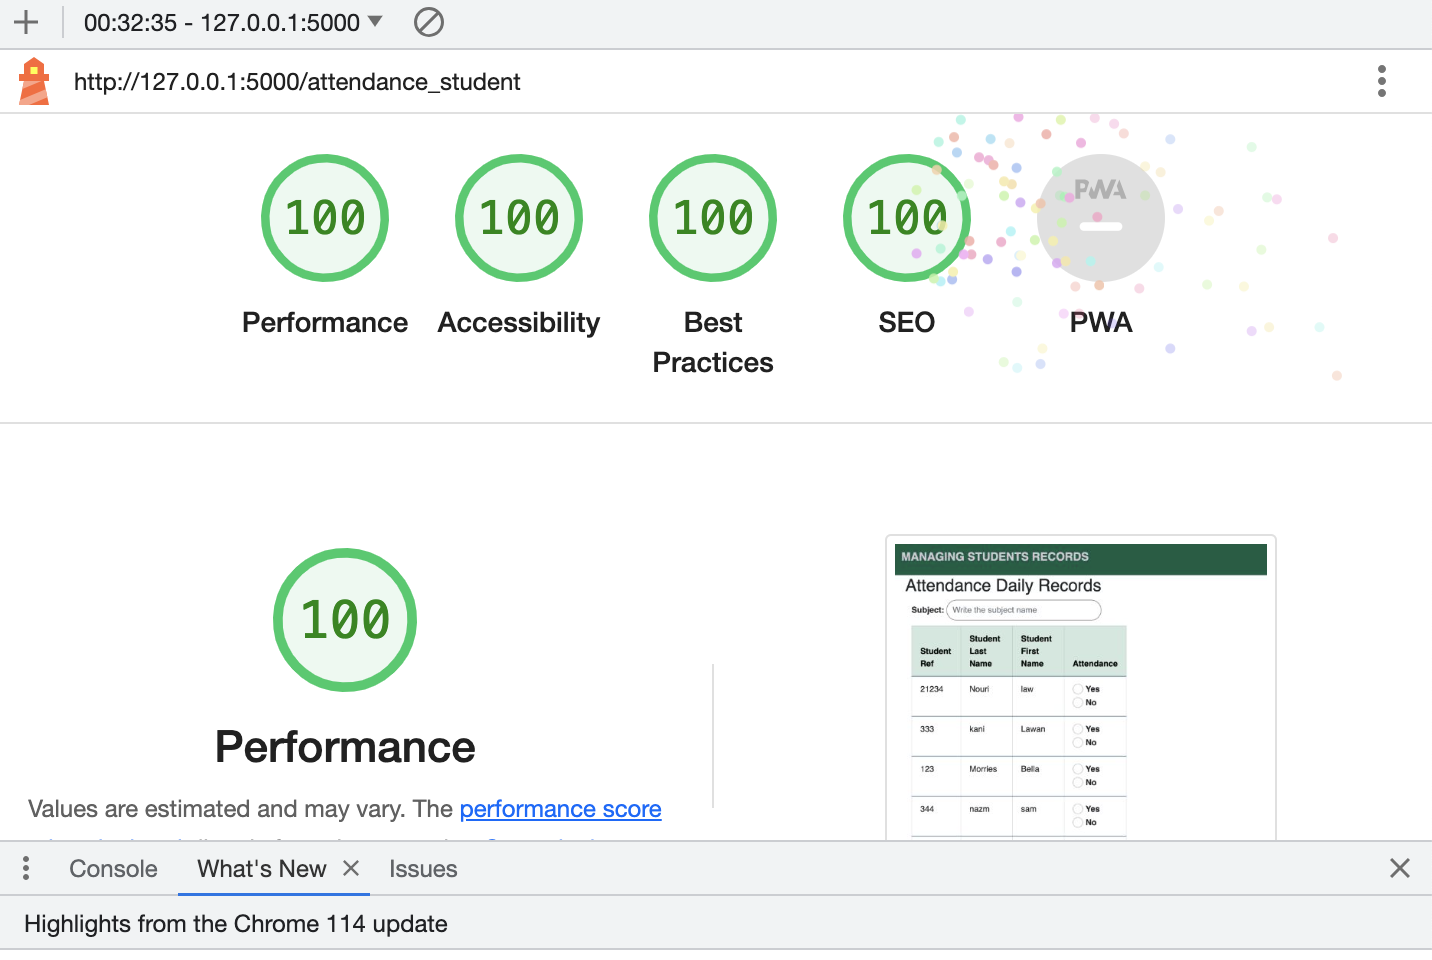 00:32:35 - 127.0.0.1:5000
http://127.0.0.1:5000/attendance_student
100 100 100 100 PWA
Performance Accessibility Best Practices SEO PWA
100
Performance
Values are estimated and may vary. The performance score
MANAGING STUDENTS RECORDS
Attendance Daily Records
Subject: Write the subject name
Student Ref Student Last Name Student First Name Attendance
21234 Nouri law Yes
No
333 kani Lawan Yes
No
123 Morries Bella Yes
No
344 nazm sam Yes
No
Console What's New Issues
Highlights from the Chrome 114 update